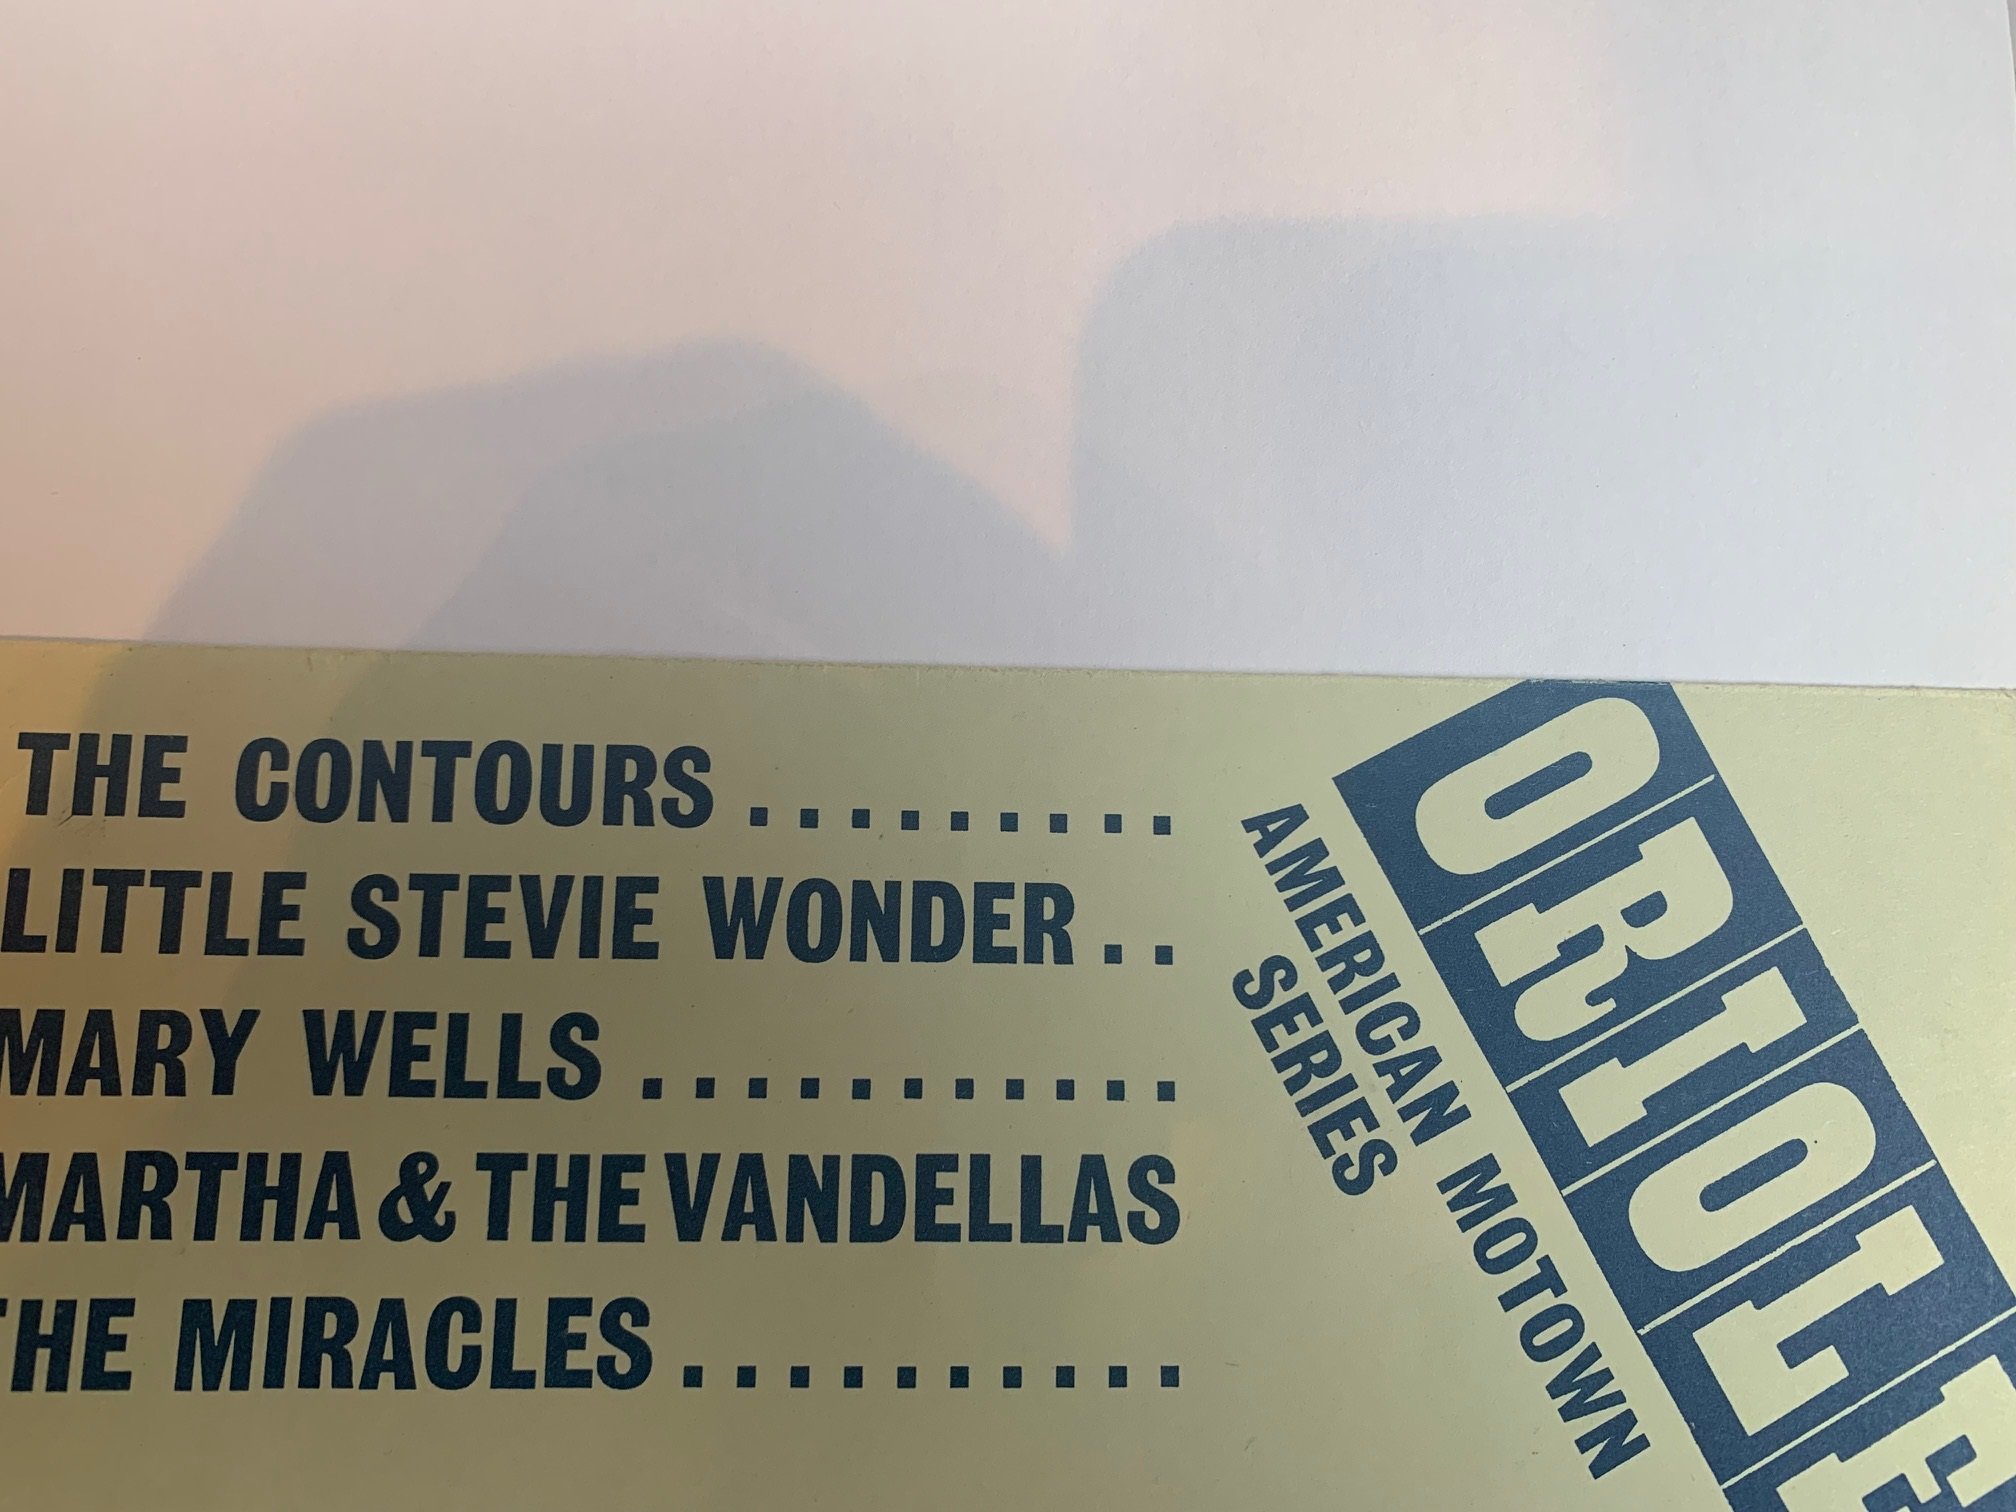 THE CONTOURS.........
LITTLE STEVIE WONDER...
MARY WELLS...........
MARTHA & THE VANDELLAS
THE MIRACLES..........
AMERICAN MOTOWN
SERIES
ORIOLE